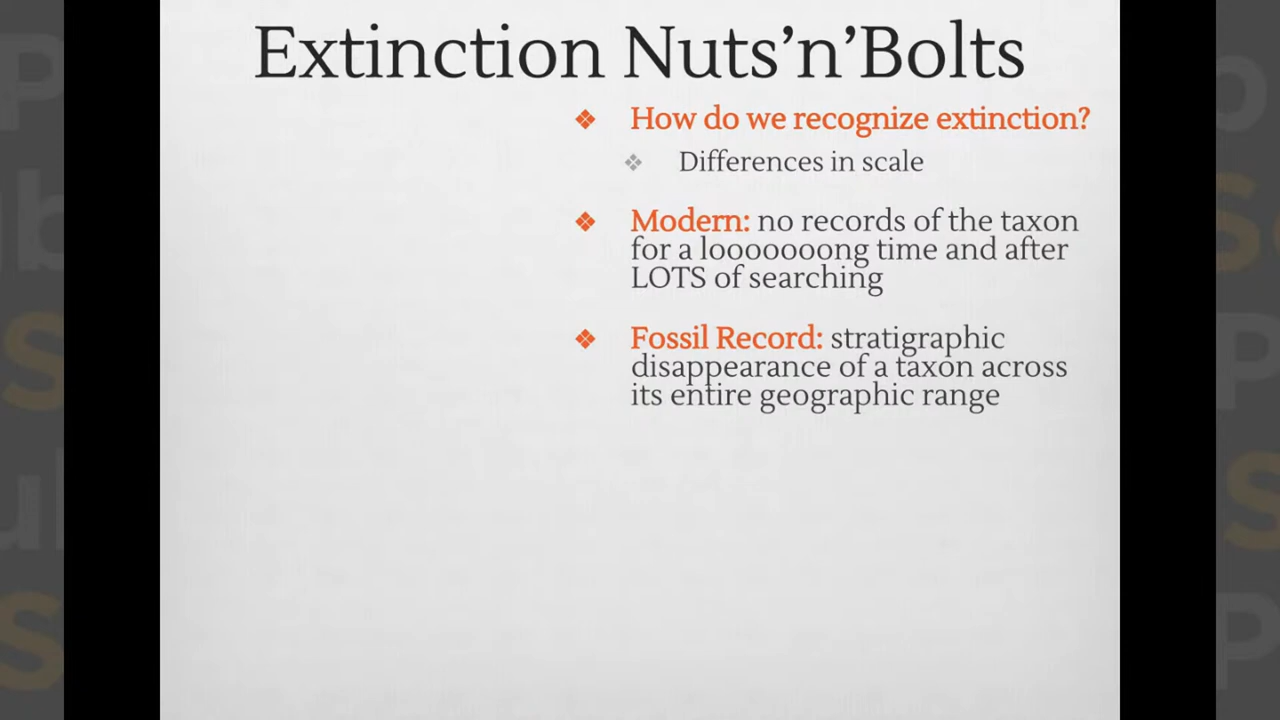 Extinction Nuts’n’Bolts
How do we recognize extinction?
Differences in scale
Modern: no records of the taxon
for a looooooong time and after
LOTS of searching
Fossil Record: stratigraphic
disappearance of a taxon across
its entire geographic range